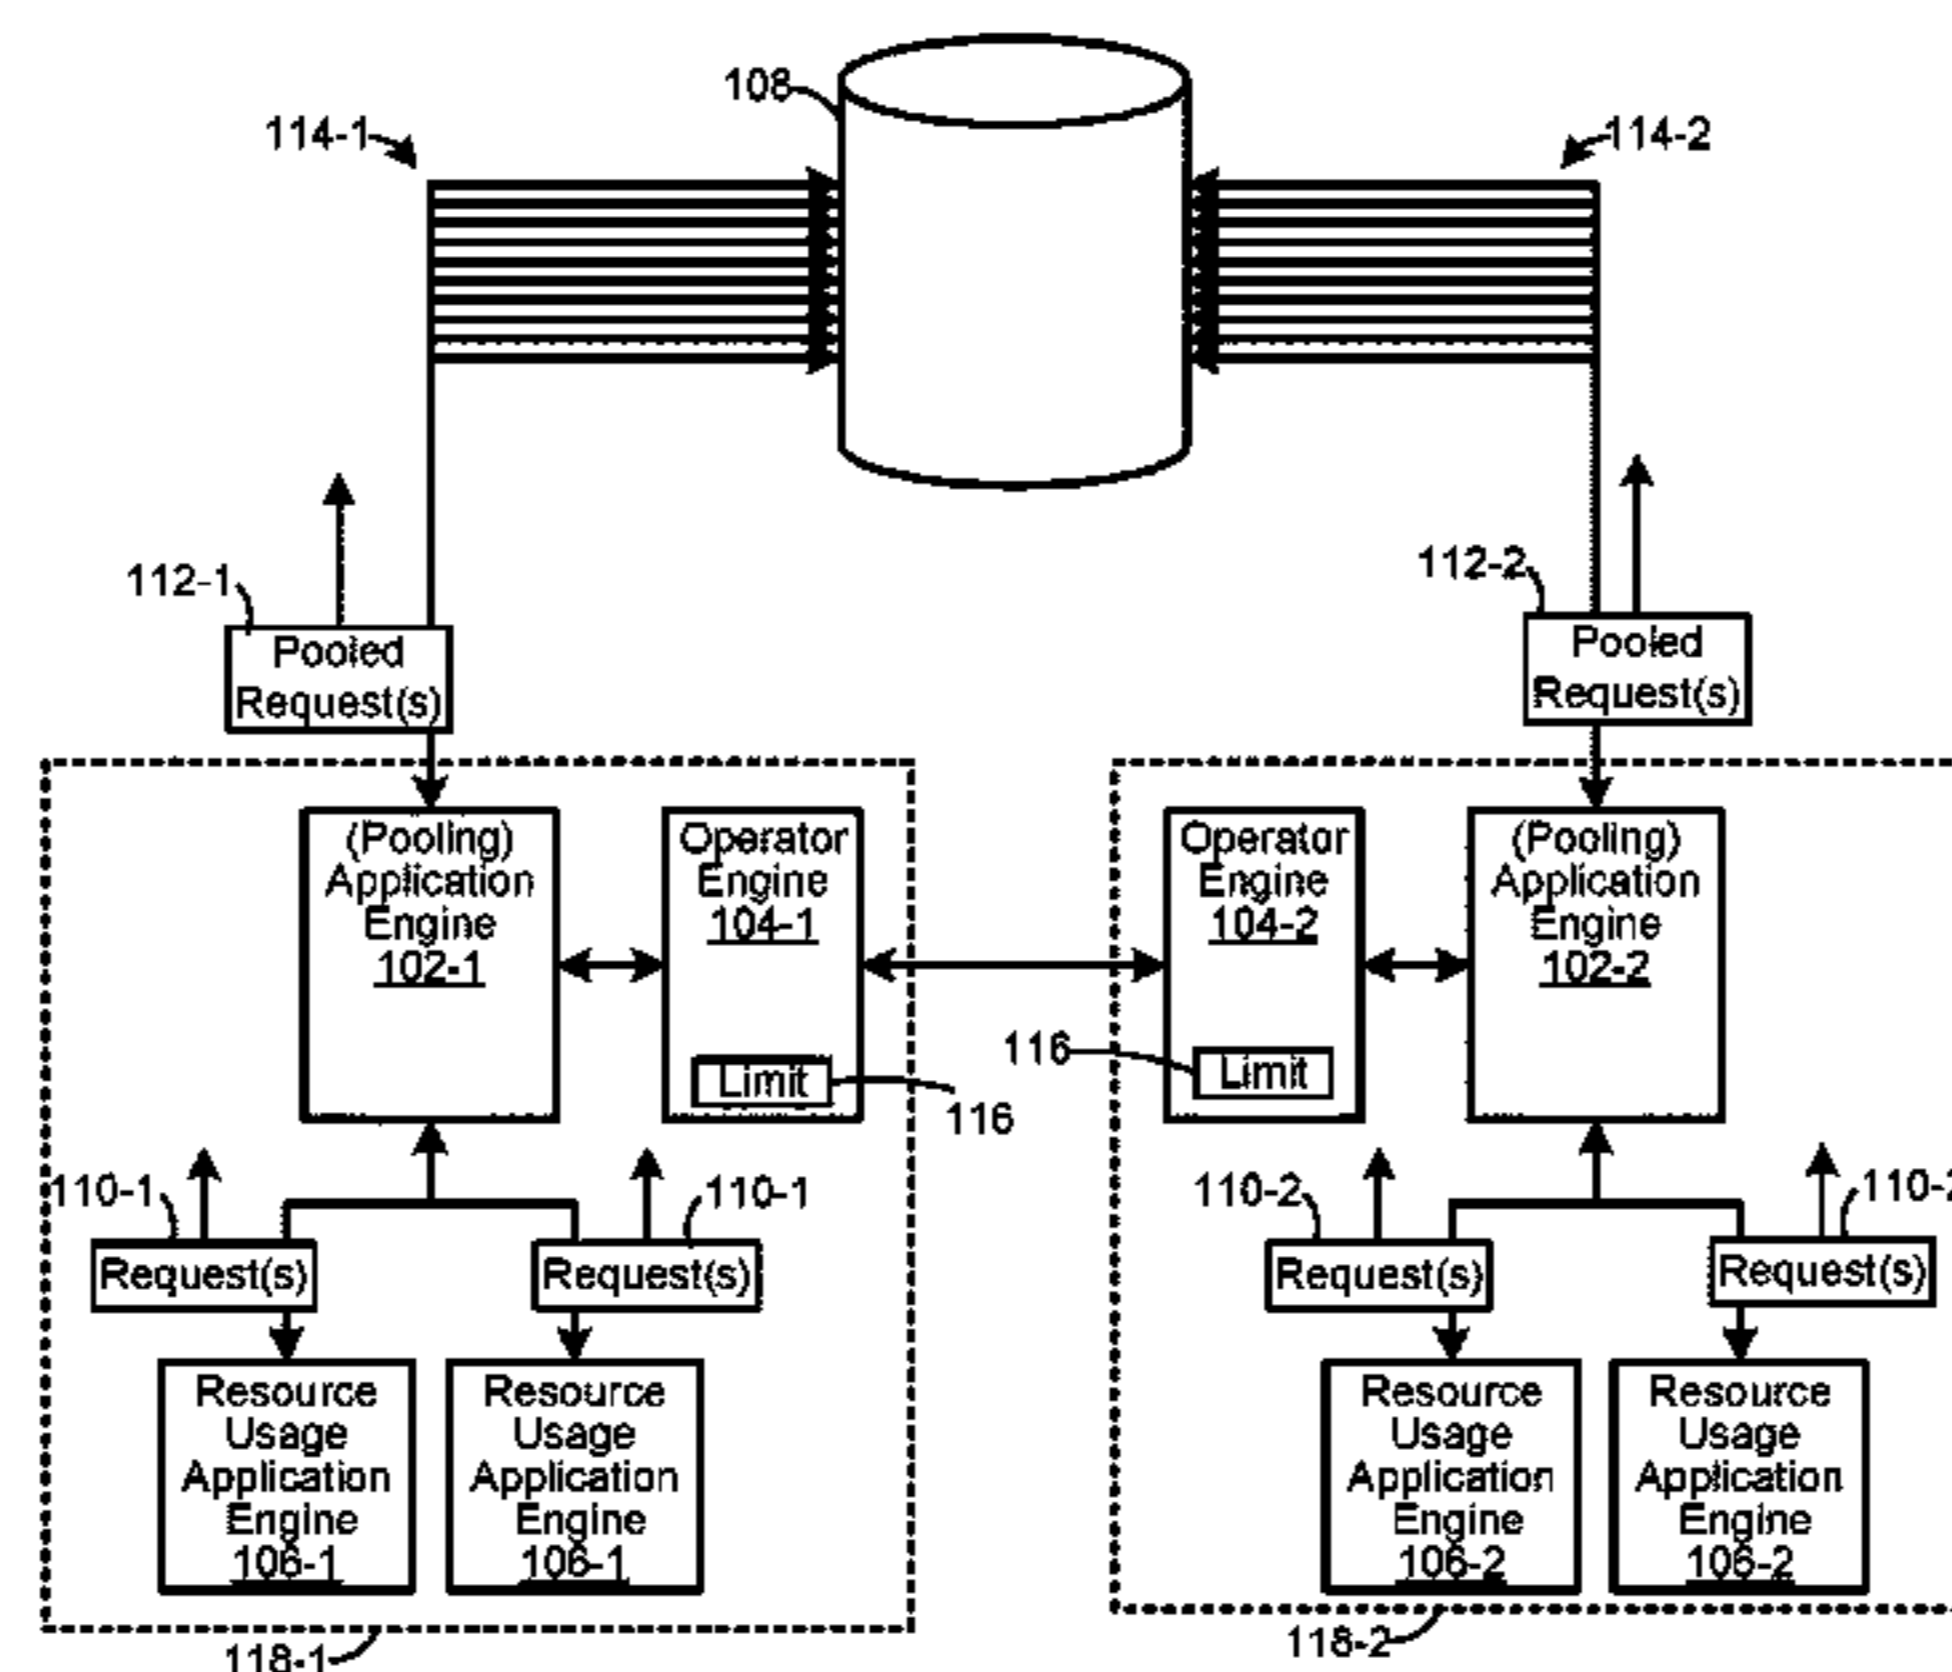 108
114-1
114-2
112-1
Pooled
Request(s)
112-2
Pooled
Request(s)
(Pooling)
Application
Engine
102-1
Operator
Engine
104-1
Limit
116
Operator
Engine
104-2
116
Limit
(Pooling)
Application
Engine
102-2
110-1
Request(s)
110-1
Request(s)
110-2
Request(s)
110-2
Request(s)
Resource
Usage
Application
Engine
106-1
Resource
Usage
Application
Engine
106-1
Resource
Usage
Application
Engine
106-2
Resource
Usage
Application
Engine
106-2
118-1
118-2